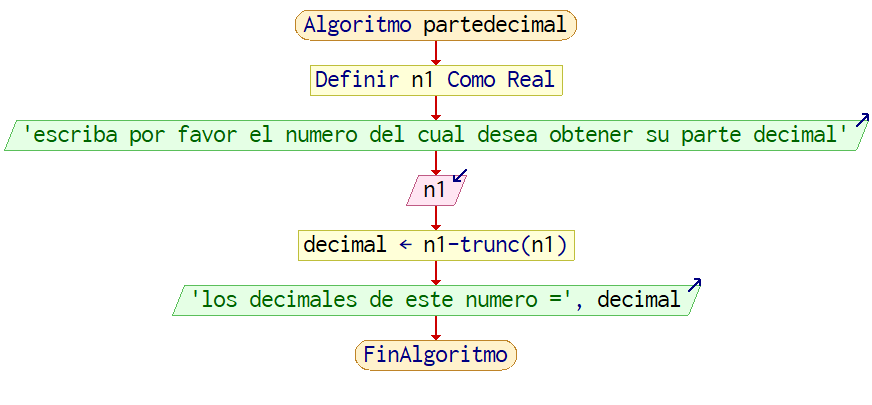 Algoritmo partedecimal
Definir n1 Como Real
'escriba por favor el numero del cual desea obtener su parte decimal'
n1
decimal ← n1-trunc(n1)
'los decimales de este numero =', decimal
FinAlgoritmo